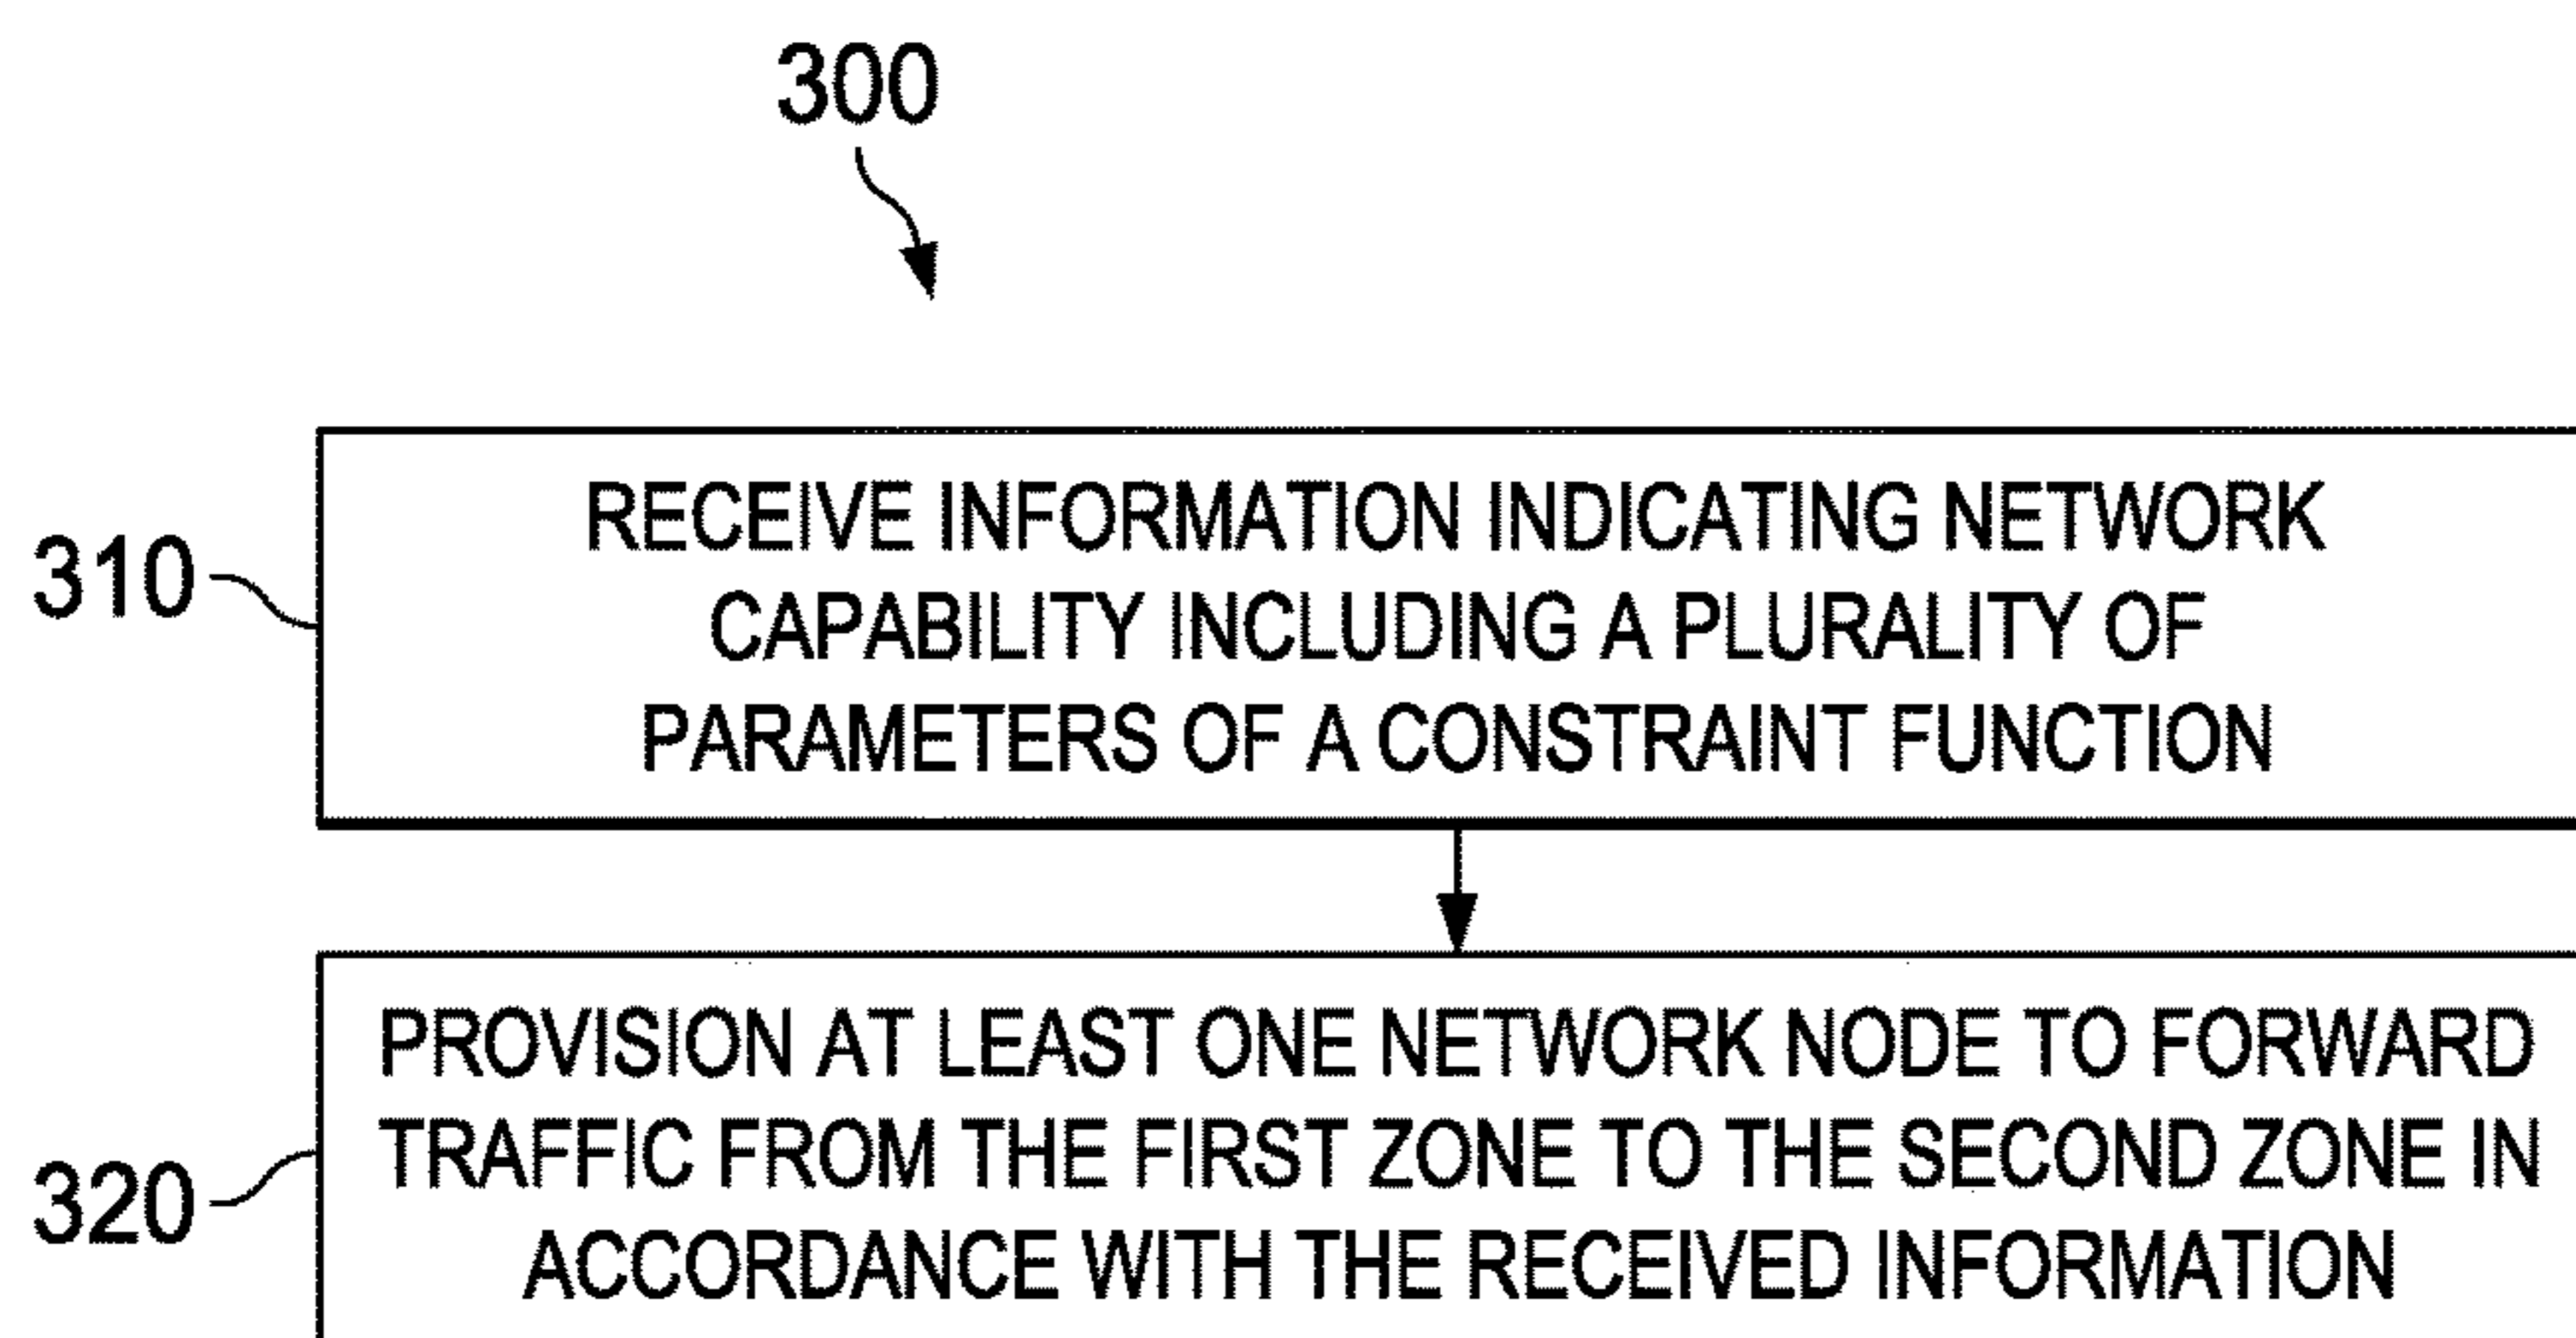 300
310
RECEIVE INFORMATION INDICATING NETWORK
CAPABILITY INCLUDING A PLURALITY OF
PARAMETERS OF A CONSTRAINT FUNCTION
320
PROVISION AT LEAST ONE NETWORK NODE TO FORWARD
TRAFFIC FROM THE FIRST ZONE TO THE SECOND ZONE IN
ACCORDANCE WITH THE RECEIVED INFORMATION